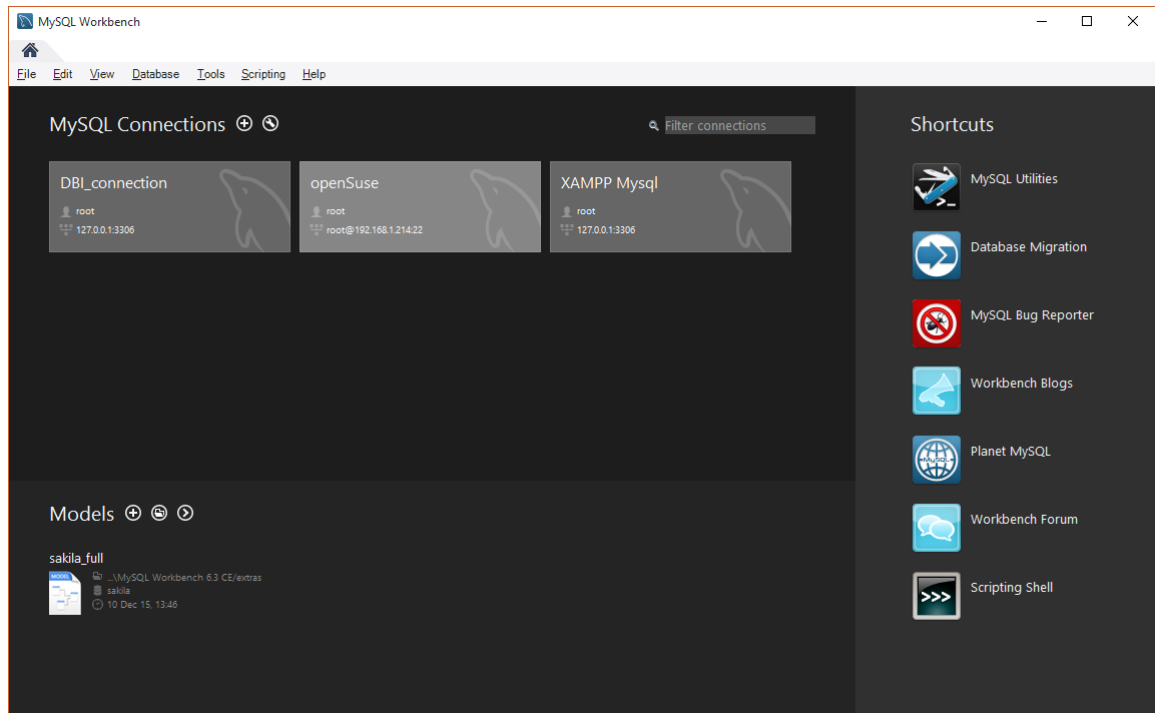 MySQL Workbench
File Edit View Database Tools Scripting Help
MySQL Connections
Filter connections
DBI_connection
root
127.0.0.1:3306
openSuse
root
root@192.168.1.214:22
XAMPP Mysql
root
127.0.0.1:3306
Models
sakila_full
MODEL
...\MySQL Workbench 6.3 CE/extras
sakila
10 Dec 15, 13:46
Shortcuts
MySQL Utilities
Database Migration
MySQL Bug Reporter
Workbench Blogs
MySQL
Planet MySQL
Workbench Forum
>>>
Scripting Shell